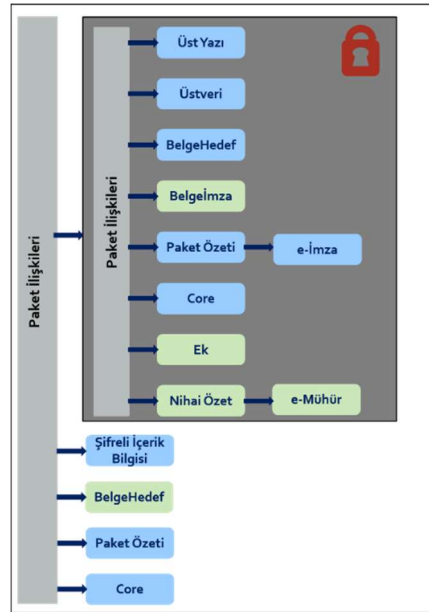 Paket İlişkileri
Paket İlişkileri
Üst Yazı
Üstveri
BelgeHedef
Belgeİmza
Paket Özeti
e-İmza
Core
Ek
Nihai Özet
e-Mühür
Şifreli İçerik
Bilgisi
BelgeHedef
Paket Özeti
Core